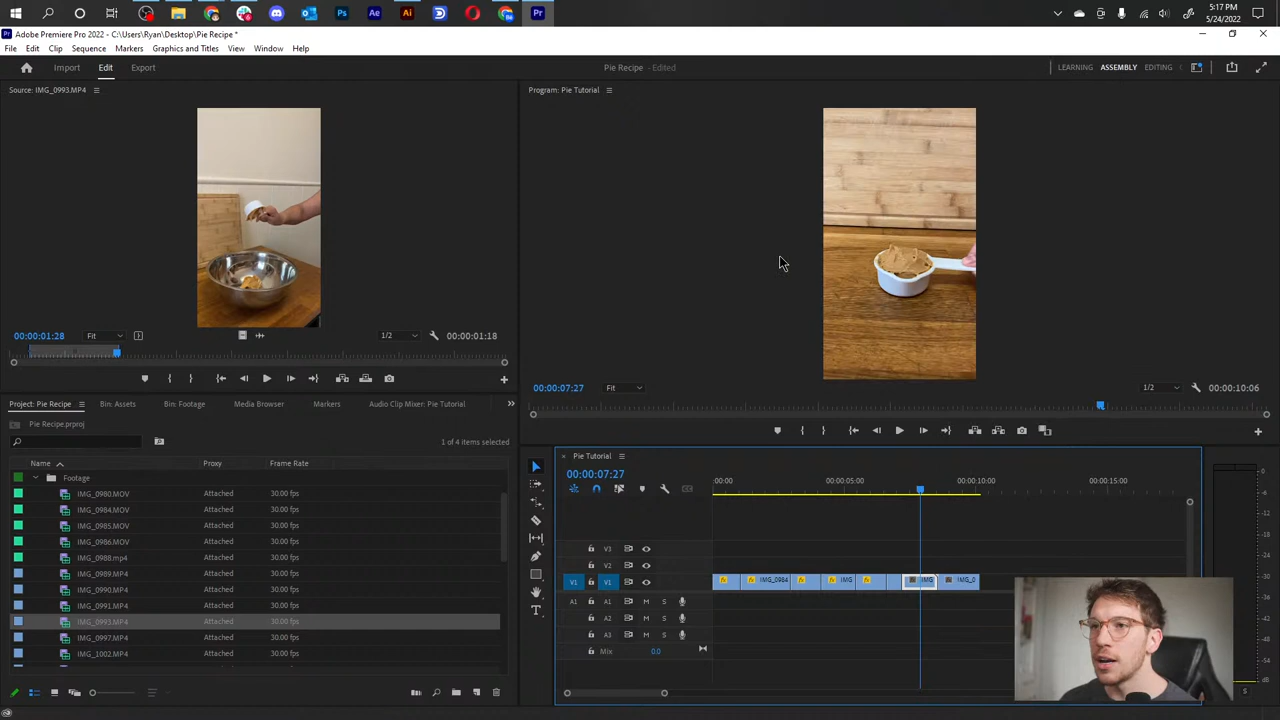 5:17 PM
5/24/2022
Adobe Premiere Pro 2022 - C:\Users\Ryan\Desktop\Pie Recipe *
File Edit Clip Sequence Markers Graphics and Titles View Window Help
Import Edit Export
Pie Recipe - Edited
LEARNING ASSEMBLY EDITING
Source: IMG_0993.MP4
Program: Pie Tutorial
00:00:01:28 Fit 1/2 00:00:01:18
00:00:07:27 Fit 1/2 00:00:10:06
Project: Pie Recipe Bin: Assets Bin: Footage Media Browser Markers Audio Clip Mixer: Pie Tutorial
Pie Recipe.prproj
1 of 4 items selected
Name Proxy Frame Rate
Footage
IMG_0980.MOV Attached 30.00 fps
IMG_0984.MOV Attached 30.00 fps
IMG_0985.MOV Attached 30.00 fps
IMG_0986.MOV Attached 30.00 fps
IMG_0988.mp4 Attached 30.00 fps
IMG_0989.MP4 Attached 30.00 fps
IMG_0990.MP4 Attached 30.00 fps
IMG_0991.MP4 Attached 30.00 fps
IMG_0993.MP4 Attached 30.00 fps
IMG_0997.MP4 Attached 30.00 fps
IMG_1002.MP4 Attached 30.00 fps
Pie Tutorial
00:00:07:27
:00:00 00:00:05:00 00:00:10:00 00:00:15:00
V3
V2
V1 V1 fx fx IMG_0984 fx fx IMG fx IMG IMG_0
A1 A1 M S
A2 M S
A3 M S
Mix 0.0
0
-54
dB
S